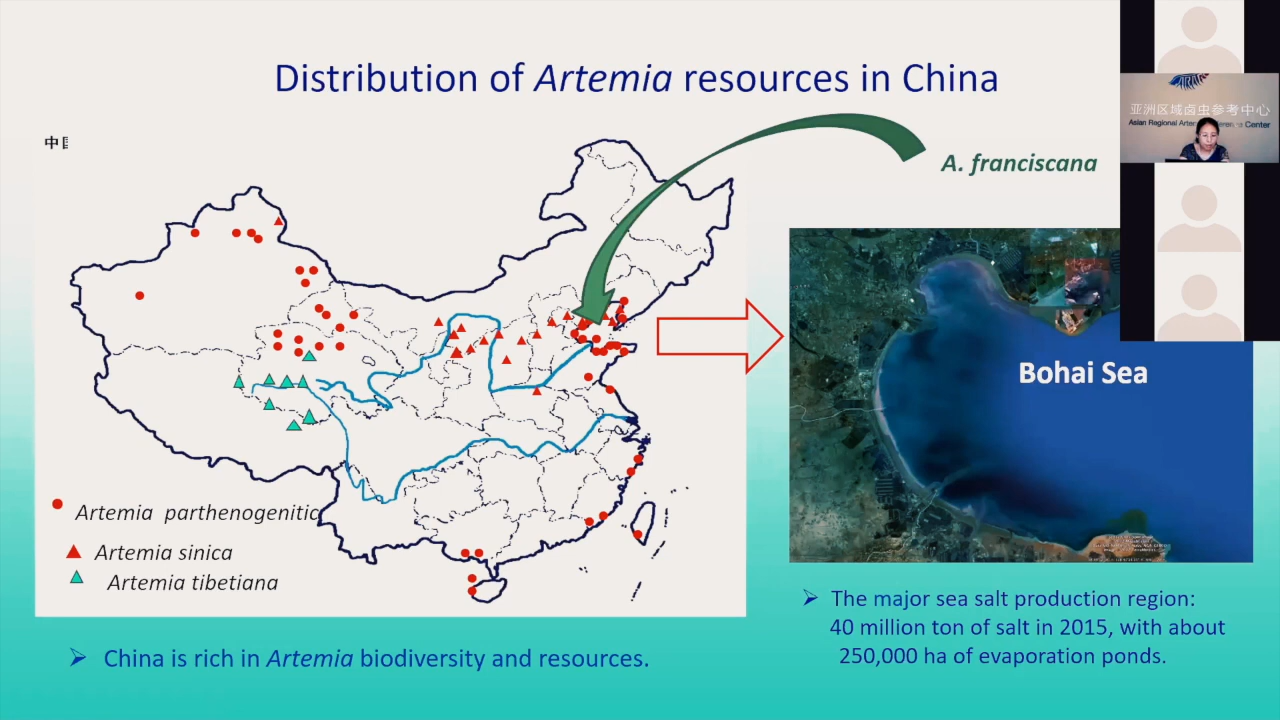 Distribution of Artemia resources in China
中
A. franciscana
亚洲区域卤虫参考中心
Asian Regional
Center
Bohai Sea
Artemia parthenogenitic
Artemia sinica
Artemia tibetiana
➢ China is rich in Artemia biodiversity and resources.
➢ The major sea salt production region:
40 million ton of salt in 2015, with about
250,000 ha of evaporation ponds.